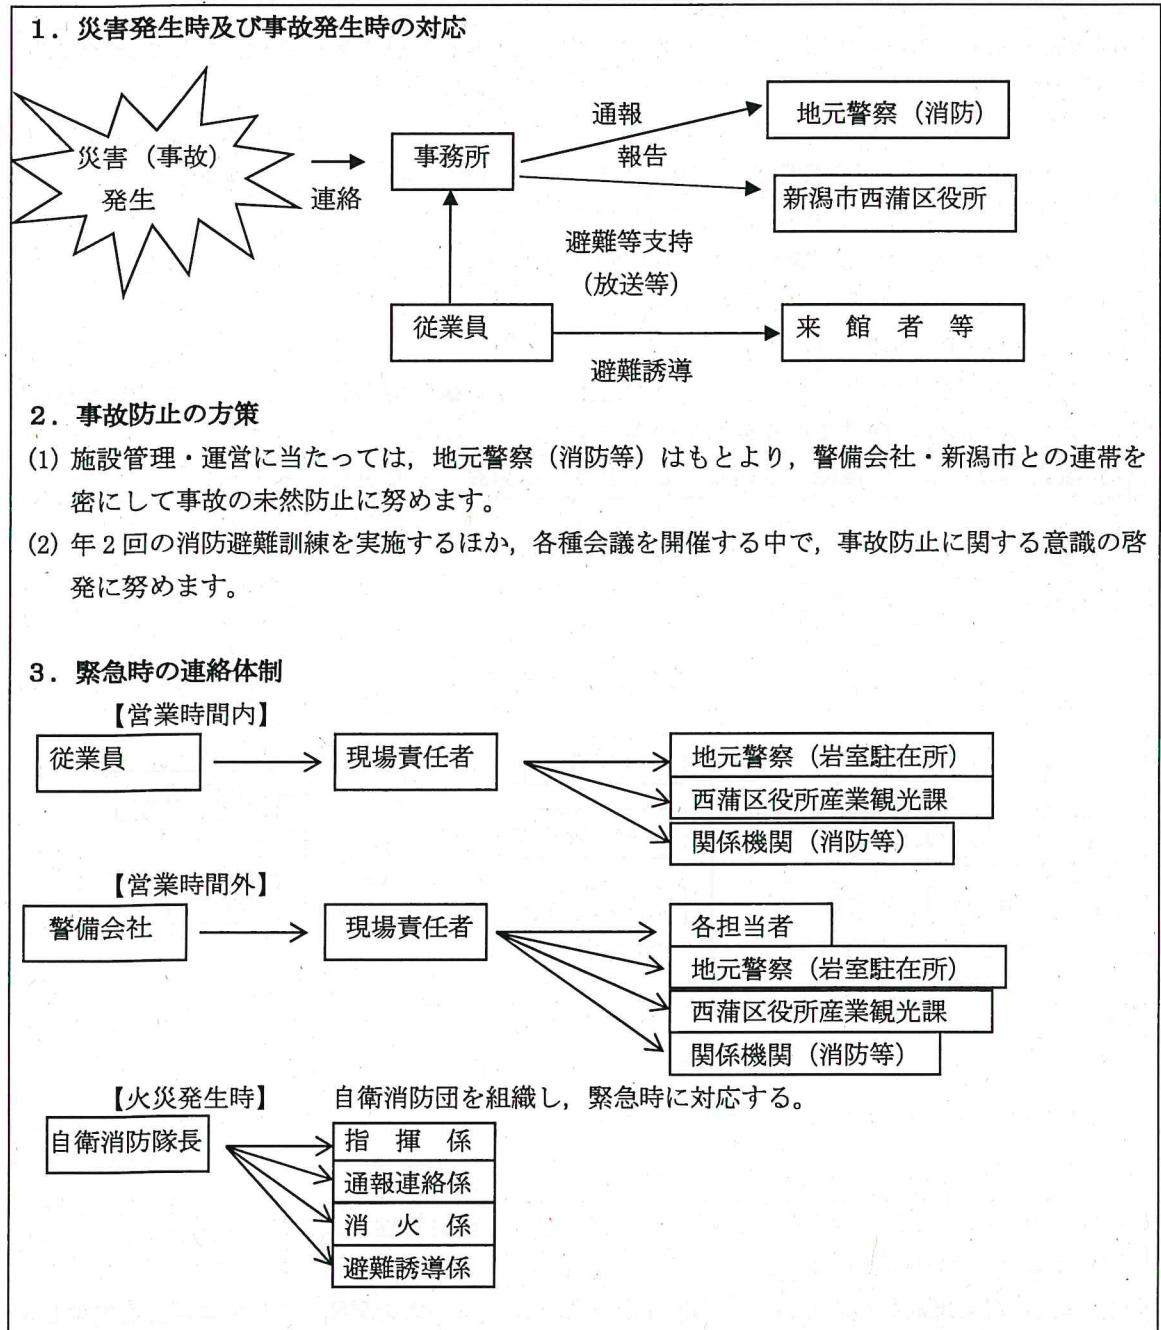 1．災害発生時及び事故発生時の対応
災害（事故）
発生
連絡
事務所
通報
報告
地元警察（消防）
新潟市西蒲区役所
避難等支持
（放送等）
従業員
避難誘導
来　館　者　等
2．事故防止の方策
(1) 施設管理・運営に当たっては，地元警察（消防等）はもとより，警備会社・新潟市との連帯を
密にして事故の未然防止に努めます。
(2) 年2回の消防避難訓練を実施するほか，各種会議を開催する中で，事故防止に関する意識の啓
発に努めます。
3．緊急時の連絡体制
【営業時間内】
従業員
現場責任者
地元警察（岩室駐在所）
西蒲区役所産業観光課
関係機関（消防等）
【営業時間外】
警備会社
現場責任者
各担当者
地元警察（岩室駐在所）
西蒲区役所産業観光課
関係機関（消防等）
【火災発生時】　自衛消防団を組織し，緊急時に対応する。
自衛消防隊長
指　揮　係
通報連絡係
消　火　係
避難誘導係